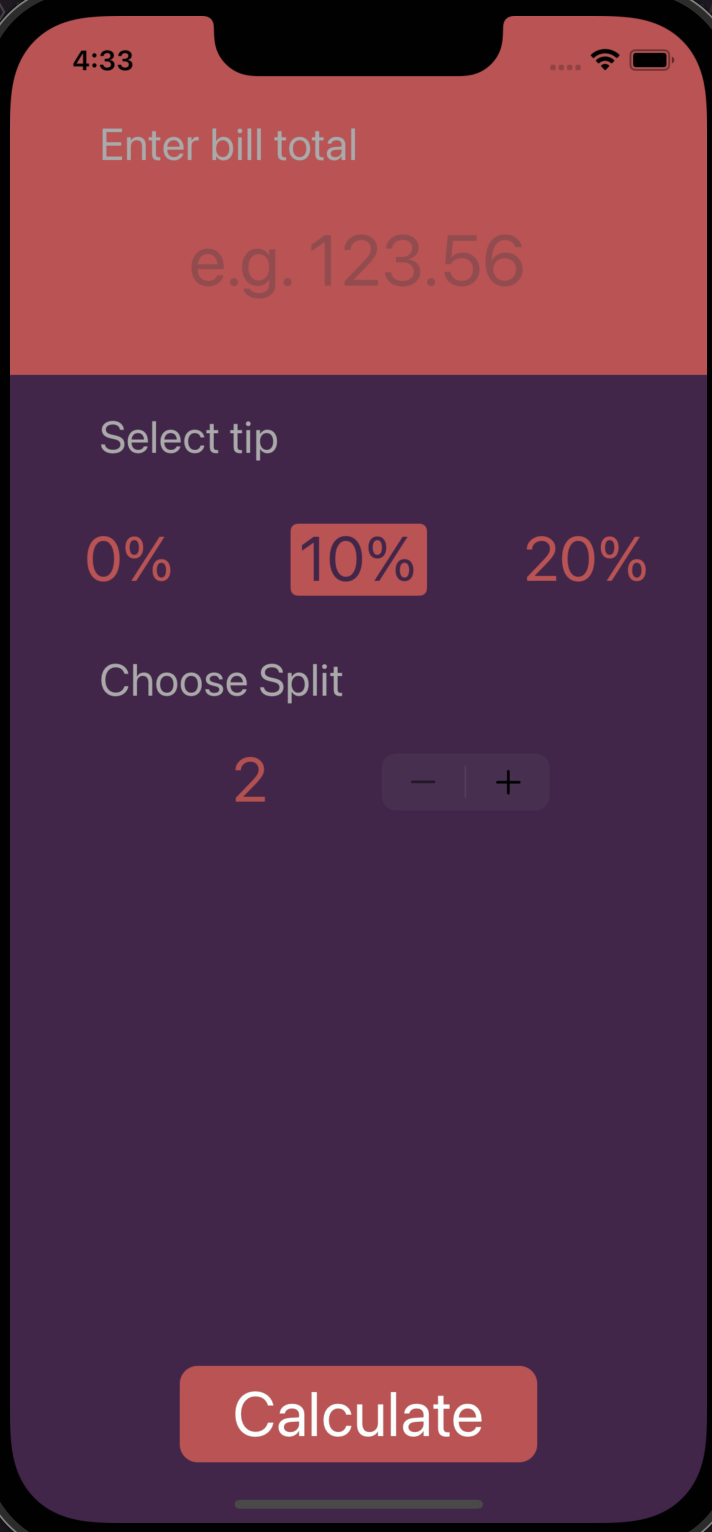 4:33
Enter bill total
e.g. 123.56
Select tip
0% 10% 20%
Choose Split
2 − +
Calculate